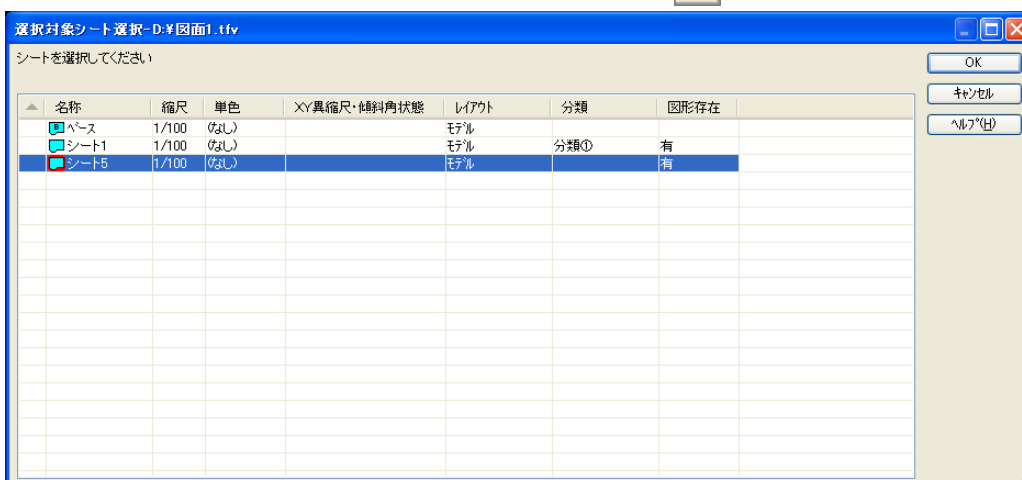 選択対象シート選択-D:¥図面1.tfv
シートを選択してください
OK
キャンセル
ヘルプ(H)
名称 縮尺 単色 XY異縮尺・傾斜角状態 レイアウト 分類 図形存在
B ベース 1/100 (なし) モデル
シート1 1/100 (なし) モデル 分類① 有
シート5 1/100 (なし) モデル 有